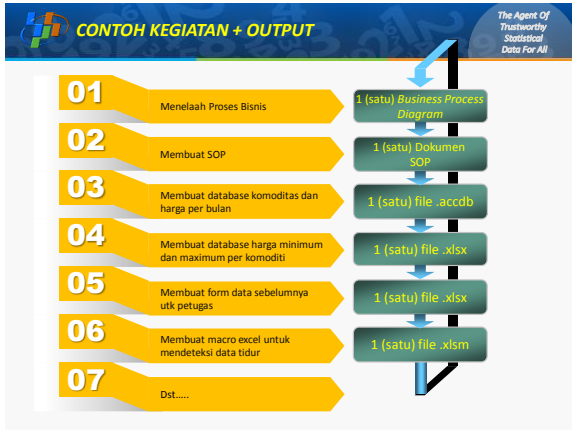 CONTOH KEGIATAN + OUTPUT
The Agent Of
Trustworthy
Statistical
Data For All
01
Menelaah Proses Bisnis
1 (satu) Business Process
Diagram
02
Membuat SOP
1 (satu) Dokumen
SOP
03
Membuat database komoditas dan
harga per bulan
1 (satu) file .accdb
04
Membuat database harga minimum
dan maximum per komoditi
1 (satu) file .xlsx
05
Membuat form data sebelumnya
utk petugas
1 (satu) file .xlsx
06
Membuat macro excel untuk
mendeteksi data tidur
1 (satu) file .xlsm
07
Dst.....